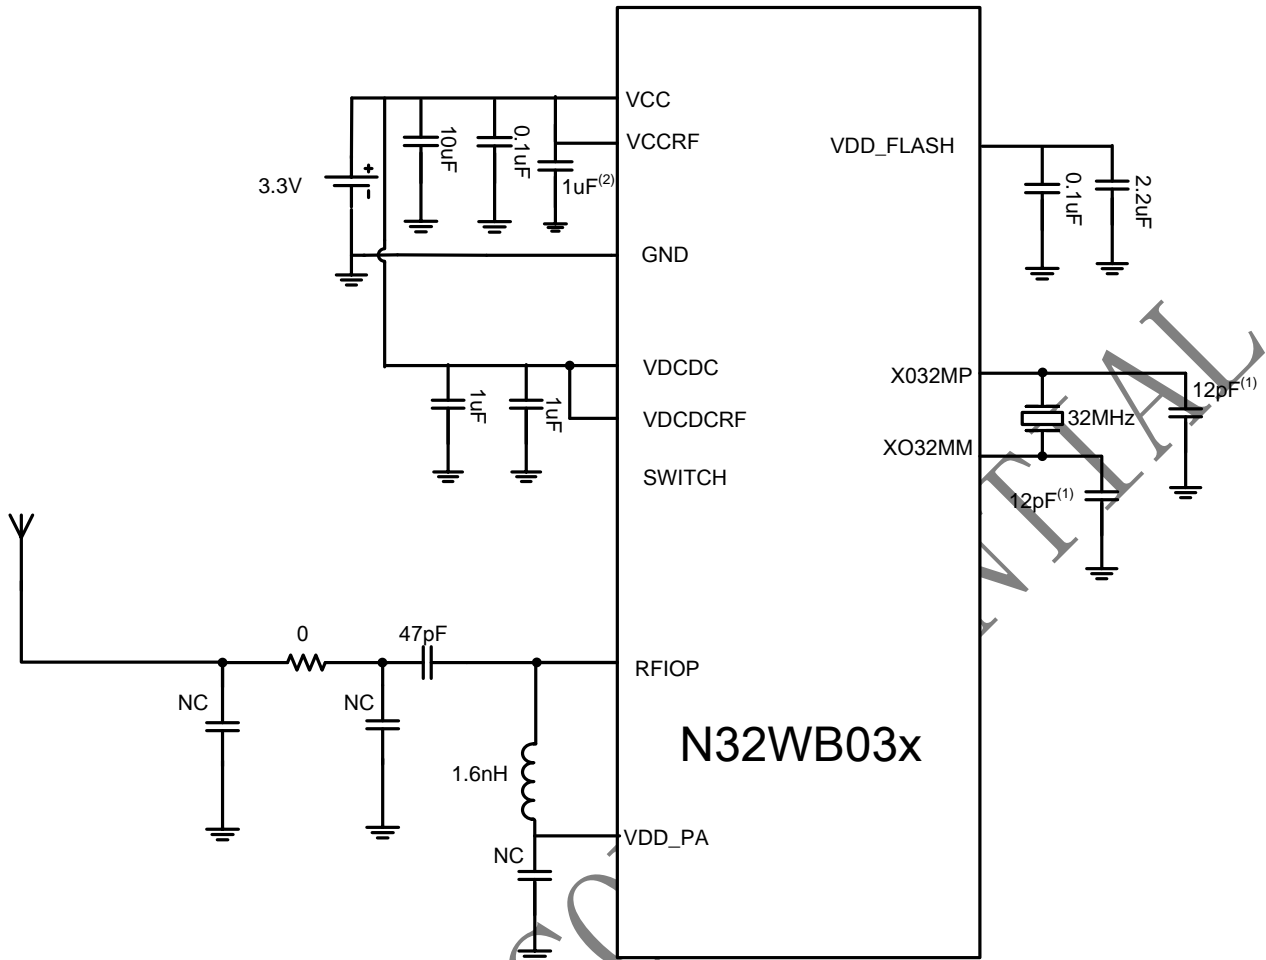 VCC
VCCRF
10uF
0.1uF
1uF(2)
3.3V
+
-
GND
VDD_FLASH
0.1uF
2.2uF
VDCDC
VDCDCRF
1uF
1uF
SWITCH
X032MP
XO32MM
32MHz
12pF(1)
12pF(1)
0
47pF
NC
NC
RFIOP
N32WB03x
1.6nH
VDD_PA
NC